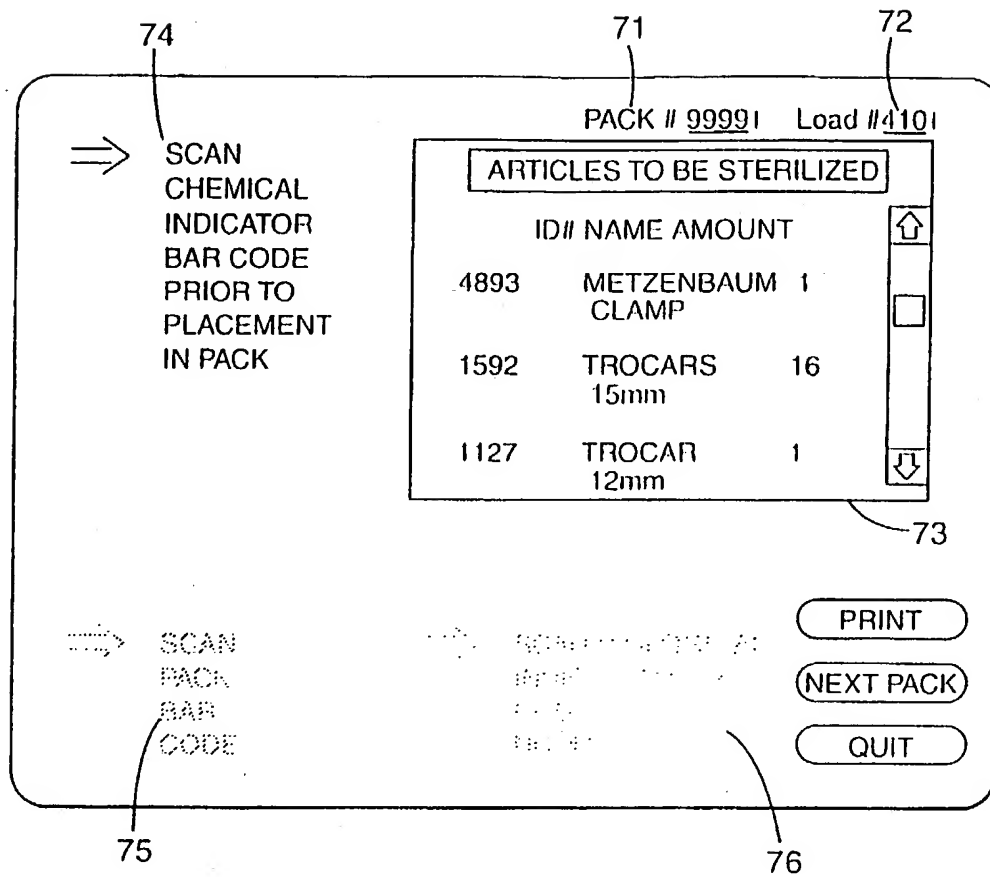 74
71
72
PACK # 99991 Load #4101
SCAN
CHEMICAL
INDICATOR
BAR CODE
PRIOR TO
PLACEMENT
IN PACK
ARTICLES TO BE STERILIZED
ID# NAME AMOUNT
4893 METZENBAUM 1
CLAMP
1592 TROCARS 16
15mm
1127 TROCAR 1
12mm
73
SCAN
PACK
BAR
CODE
PRINT
NEXT PACK
QUIT
75
76